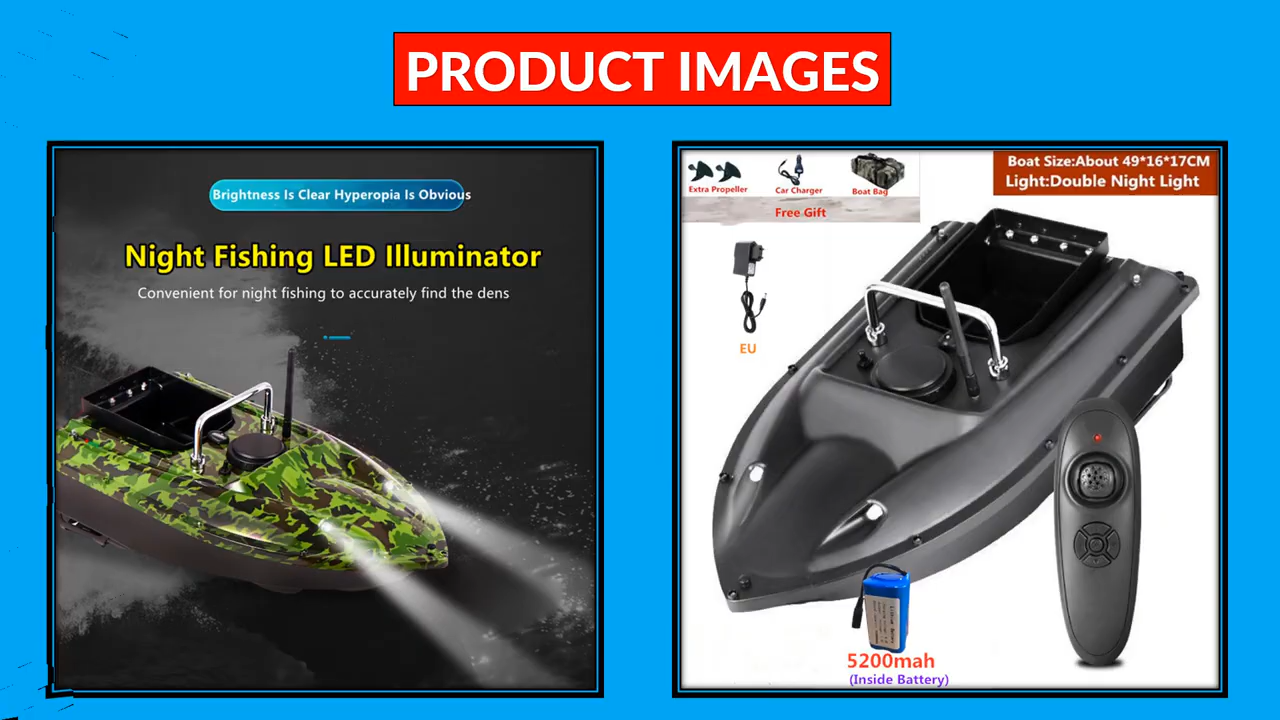 PRODUCT IMAGES
Brightness Is Clear Hyperopia Is Obvious
Night Fishing LED Illuminator
Convenient for night fishing to accurately find the dens
Extra Propeller
Car Charger
Boat Bag
Free Gift
Boat Size:About 49*16*17CM
Light:Double Night Light
EU
5200mah
(Inside Battery)